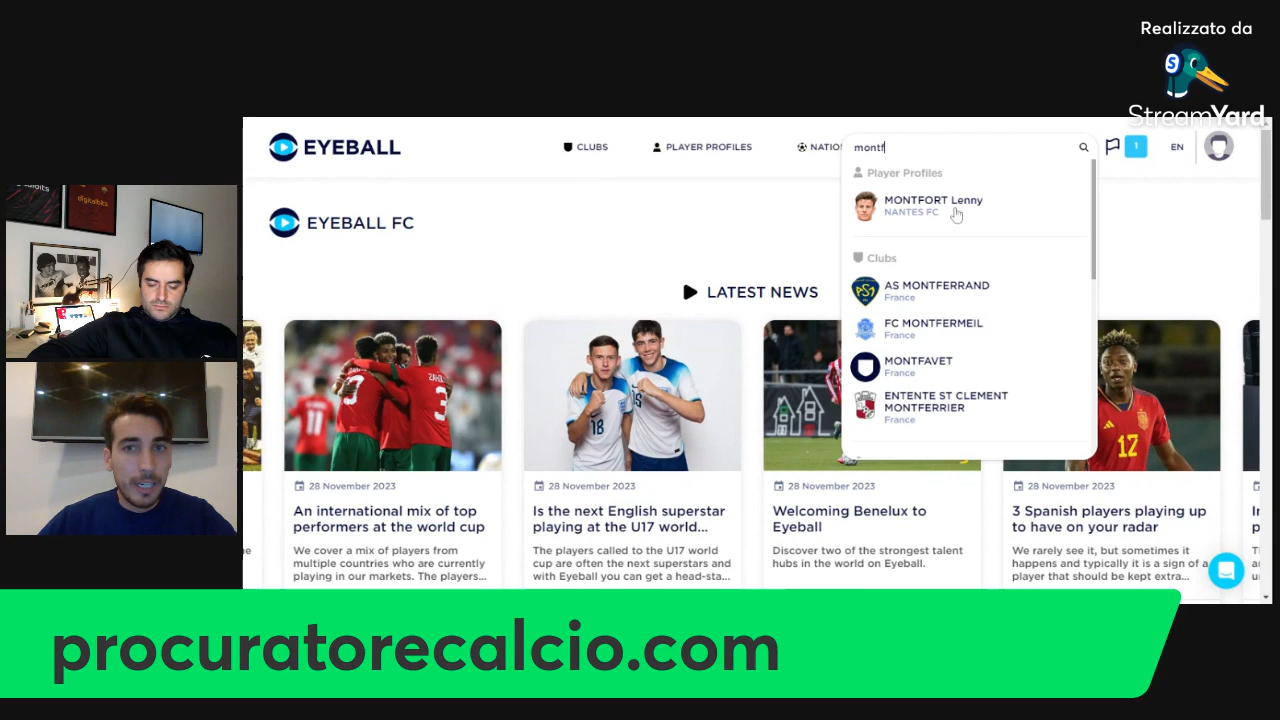 Realizzato da
StreamYard
EYEBALL
CLUBS
PLAYER PROFILES
NATIO
montf
1
EN
Player Profiles
MONTFORT Lenny
NANTES FC
EYEBALL FC
Clubs
AS MONTFERRAND
France
FC MONTFERMEIL
France
MONTFAVET
France
ENTENTE ST CLEMENT
MONTFERRIER
France
LATEST NEWS
28 November 2023
An international mix of top
performers at the world cup
We cover a mix of players from
multiple countries who are currently
playing in our markets. The players...
28 November 2023
Is the next English superstar
playing at the U17 world...
The players called to the U17 world
cup are often the next superstars and
with Eyeball you can get a head-sta...
28 November 2023
Welcoming Benelux to
Eyeball
Discover two of the strongest talent
hubs in the world on Eyeball.
28 November 2023
3 Spanish players playing up
to have on your radar
We rarely see it, but sometimes it
happens and typically it is a sign of a
player that should be kept extra...
procuratorecalcio.com